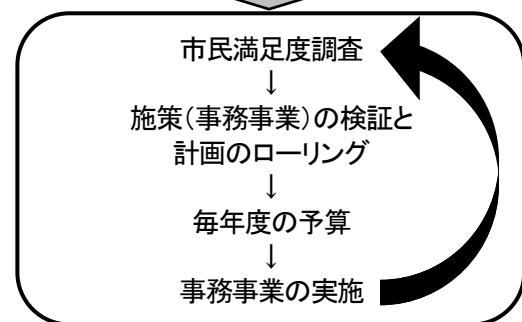 市民満足度調査
↓
施策(事務事業)の検証と
計画のローリング
↓
毎年度の予算
↓
事務事業の実施